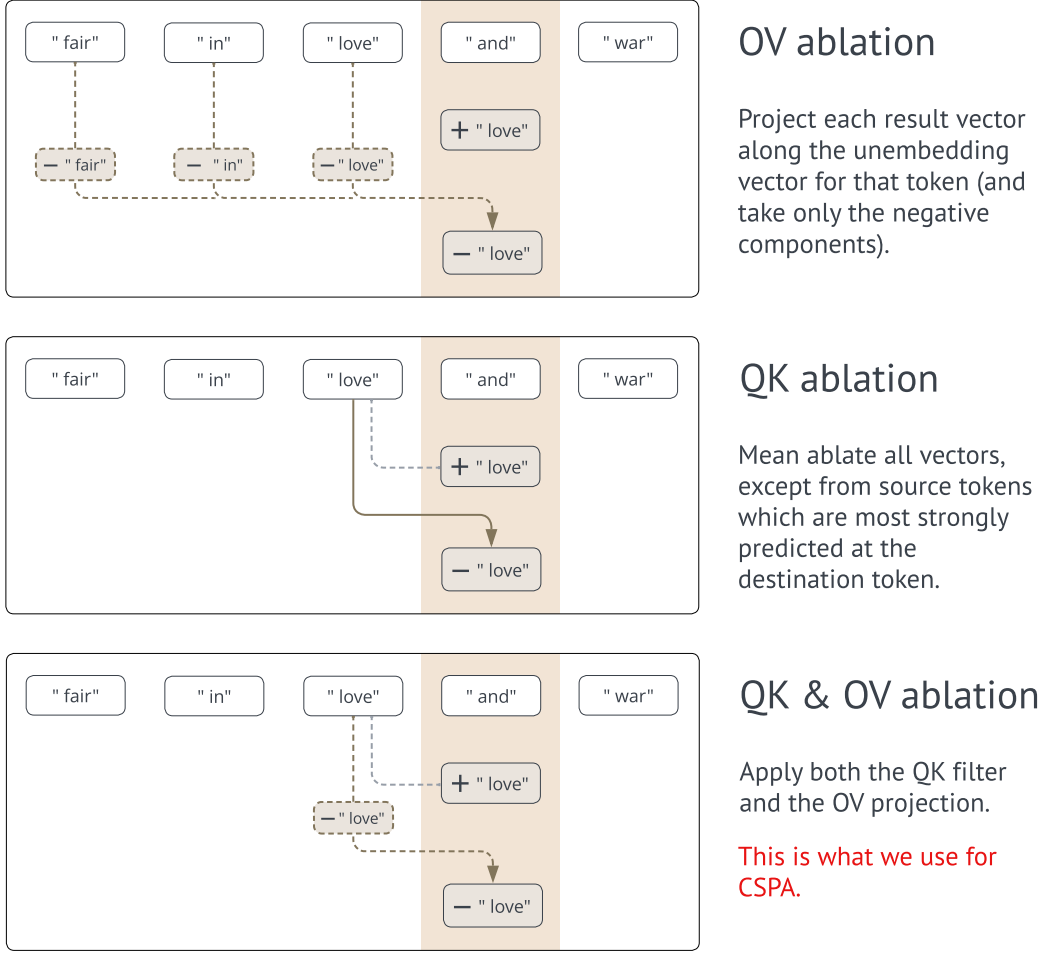 " fair" " in" " love" " and" " war"
+ " love"
− " fair" − " in" − " love"
− " love"
OV ablation
Project each result vector
along the unembedding
vector for that token (and
take only the negative
components).
" fair" " in" " love" " and" " war"
+ " love"
− " love"
QK ablation
Mean ablate all vectors,
except from source tokens
which are most strongly
predicted at the
destination token.
" fair" " in" " love" " and" " war"
+ " love"
− " love"
− " love"
QK & OV ablation
Apply both the QK filter
and the OV projection.
This is what we use for
CSPA.